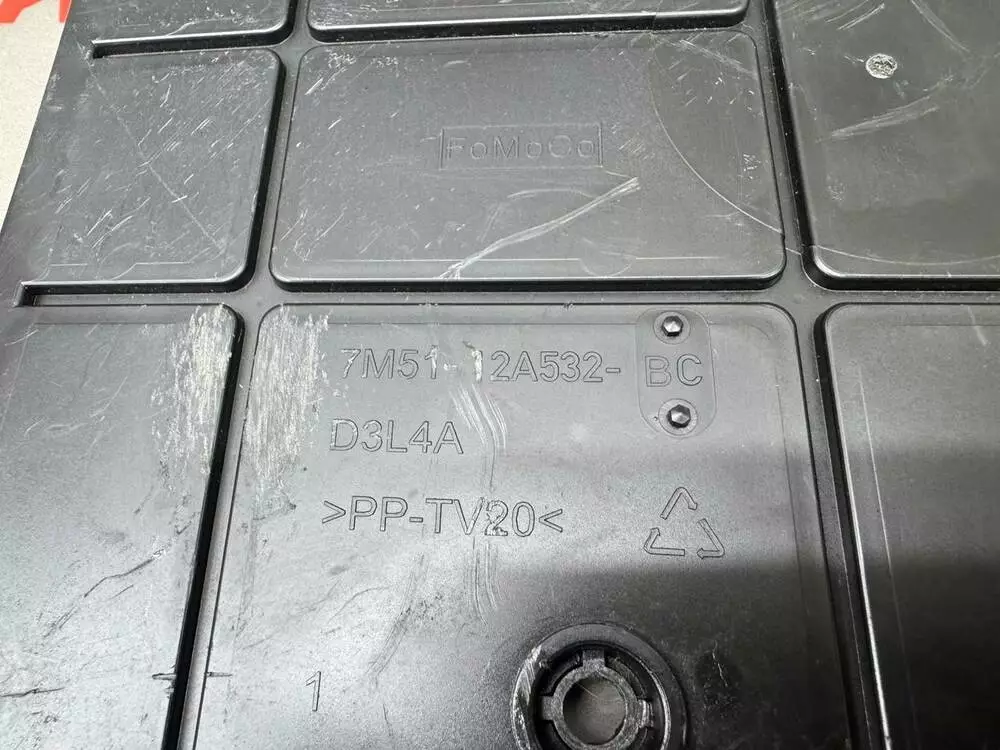 FoMoCo
7M51-12A532-BC
D3L4A
>PP-TV20<
1